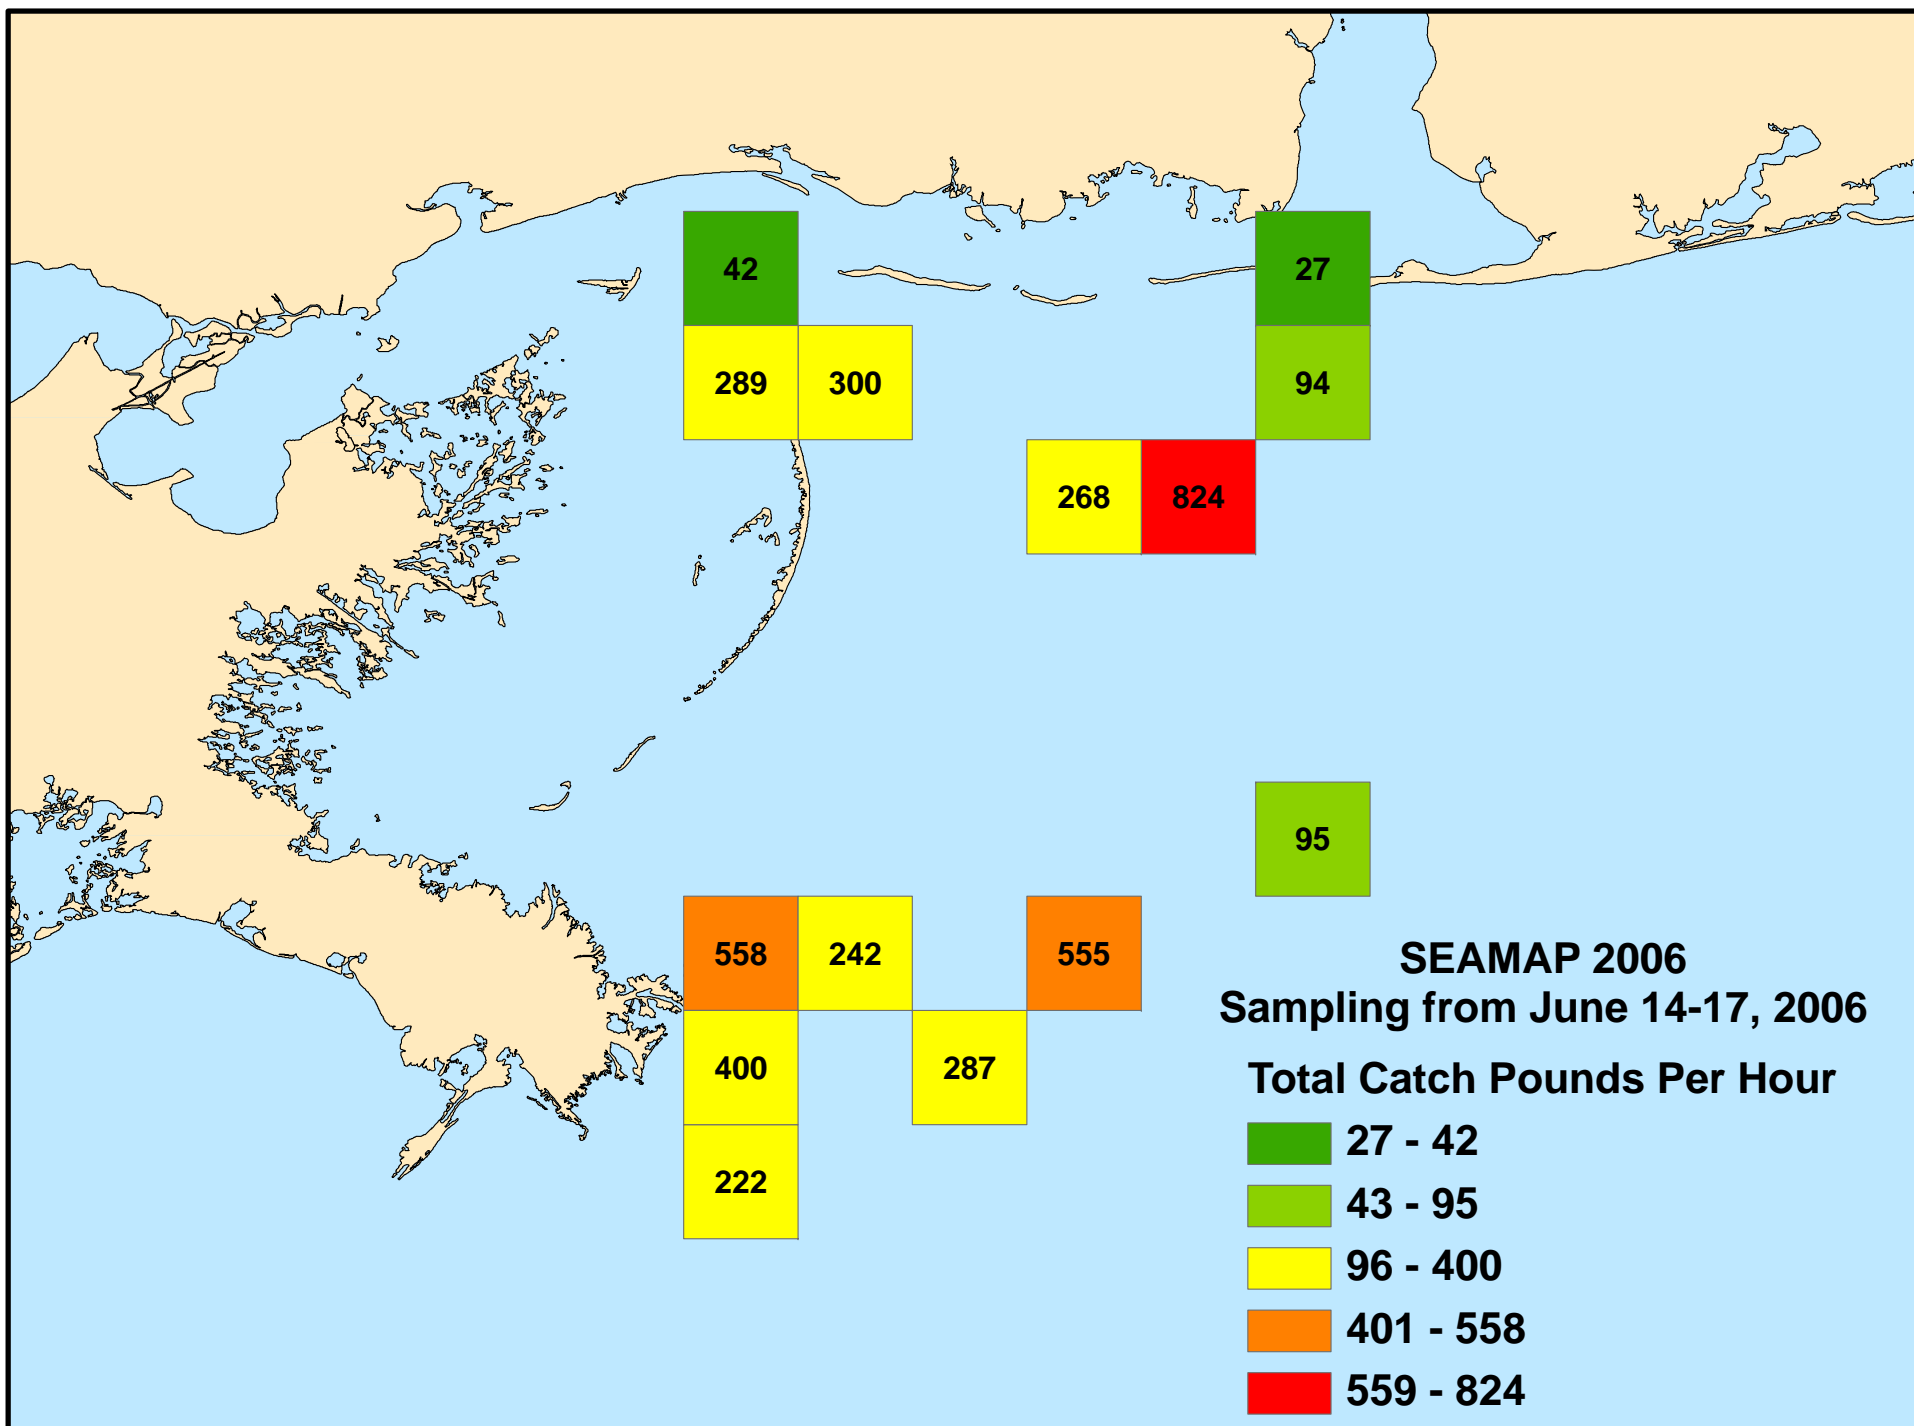 42
27
289 300
94
268 824
95
558 242
555
SEAMAP 2006
Sampling from June 14-17, 2006
400
287
Total Catch Pounds Per Hour
27 - 42
222
43 - 95
96 - 400
401 - 558
559 - 824